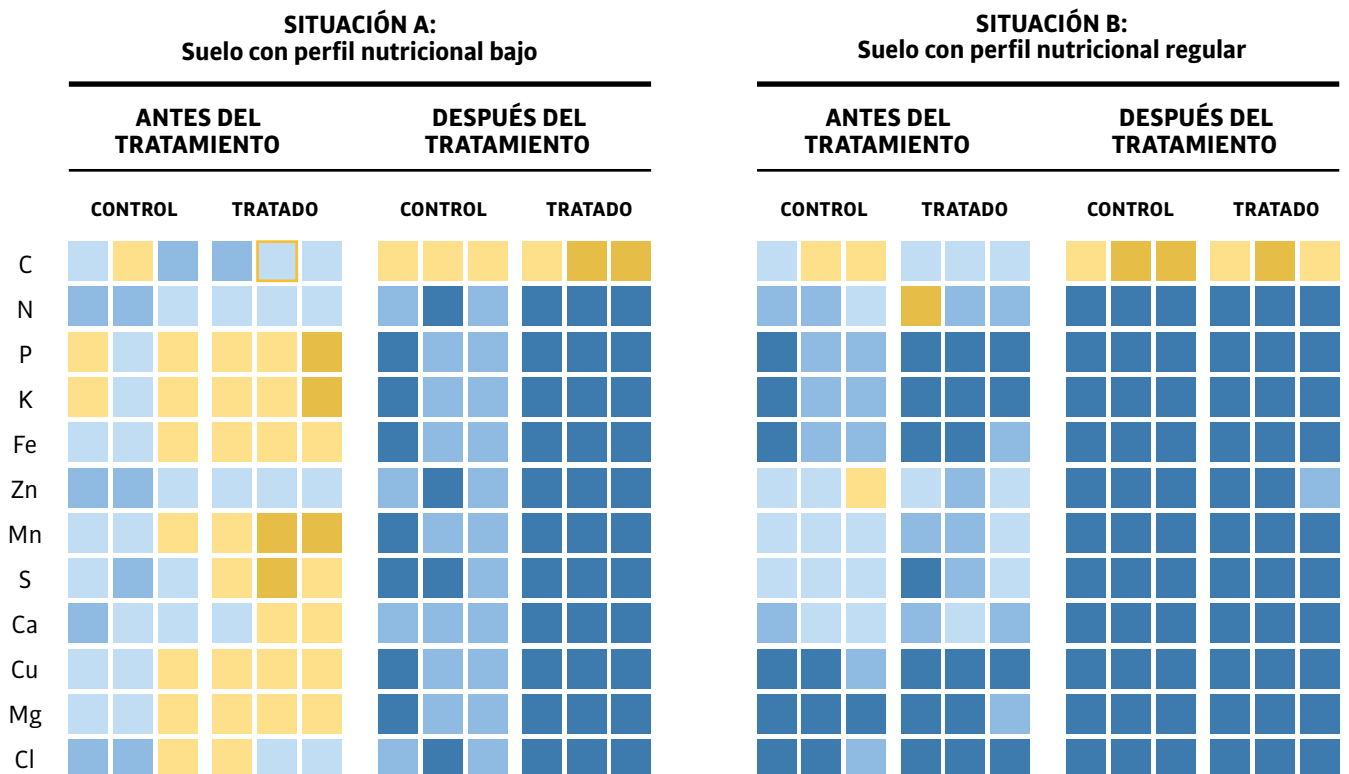 SITUACIÓN A:
Suelo con perfil nutricional bajo
ANTES DEL
TRATAMIENTO
DESPUÉS DEL
TRATAMIENTO
CONTROL
TRATADO
CONTROL
TRATADO
SITUACIÓN B:
Suelo con perfil nutricional regular
ANTES DEL
TRATAMIENTO
DESPUÉS DEL
TRATAMIENTO
CONTROL
TRATADO
CONTROL
TRATADO
C
N
P
K
Fe
Zn
Mn
S
Ca
Cu
Mg
Cl